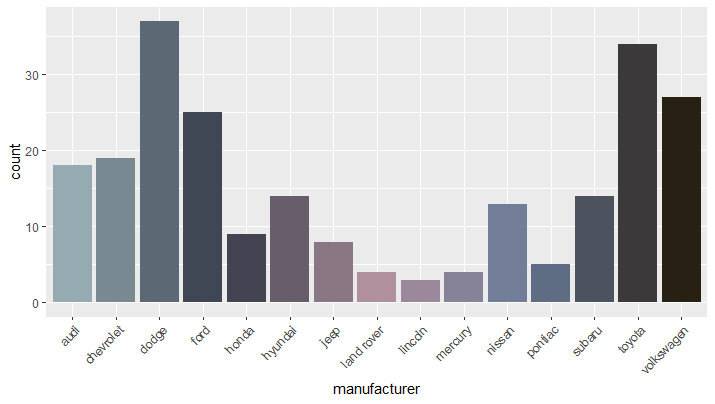 count
30
20
10
0
audi
chevrolet
dodge
ford
honda
hyundai
jeep
land rover
lincoln
mercury
nissan
pontiac
subaru
toyota
volkswagen
manufacturer